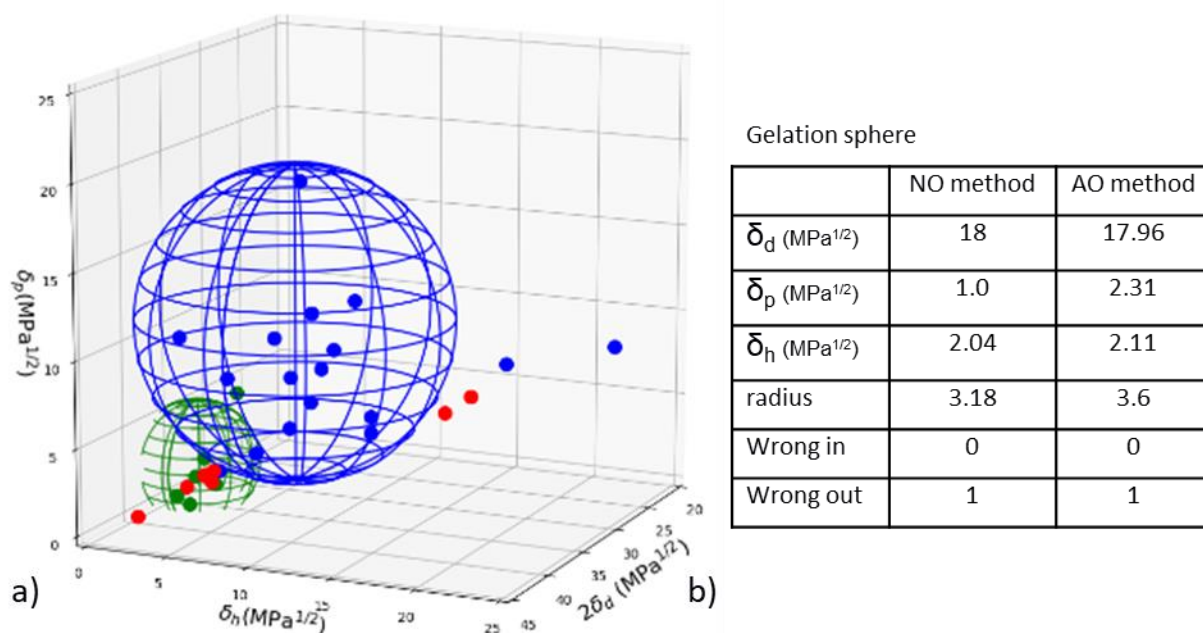 25
20
15
10
5
0
δp(MPa1/2)
0
5
10
15
20
25
δh(MPa1/2)
20
25
30
35
40
45
2δd (MPa1/2)
a)
b)
Gelation sphere
NO method AO method
δd (MPa1/2) 18 17.96
δp (MPa1/2) 1.0 2.31
δh (MPa1/2) 2.04 2.11
radius 3.18 3.6
Wrong in 0 0
Wrong out 1 1